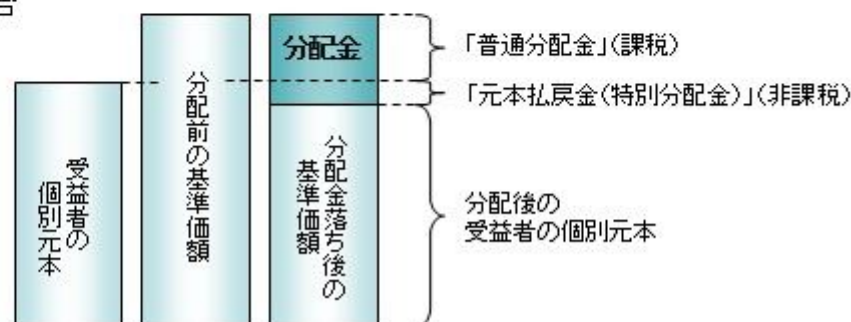 受益者の
個別元本
分配前の基準価額
分配金
分配金落ち後の
基準価額
「普通分配金」(課税)
「元本払戻金(特別分配金)」(非課税)
分配後の
受益者の個別元本